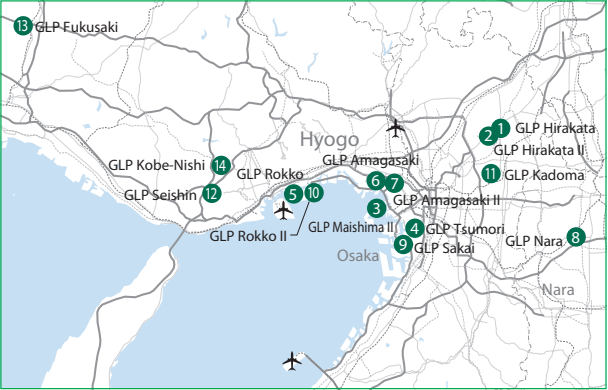 13 GLP Fukusaki
Hyogo
1 GLP Hirakata
2 GLP Hirakata II
GLP Kobe-Nishi 14
GLP Rokko
GLP Amagasaki
11 GLP Kadoma
GLP Seishin 12
5 10
6 7
GLP Amagasaki II
3
GLP Maishima II
4 GLP Tsumori
GLP Rokko II
GLP Nara 8
9 GLP Sakai
Osaka
Nara